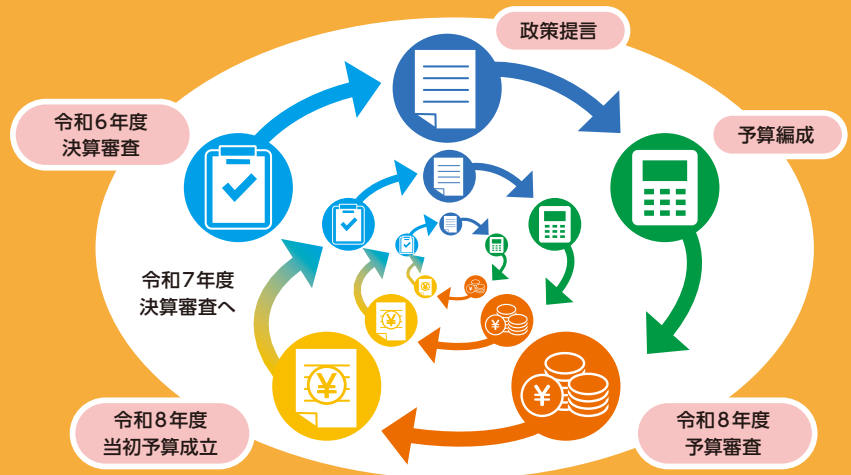 政策提言
令和6年度
決算審査
予算編成
令和7年度
決算審査へ
令和8年度
当初予算成立
令和8年度
予算審査
¥
¥
¥
¥
¥
¥